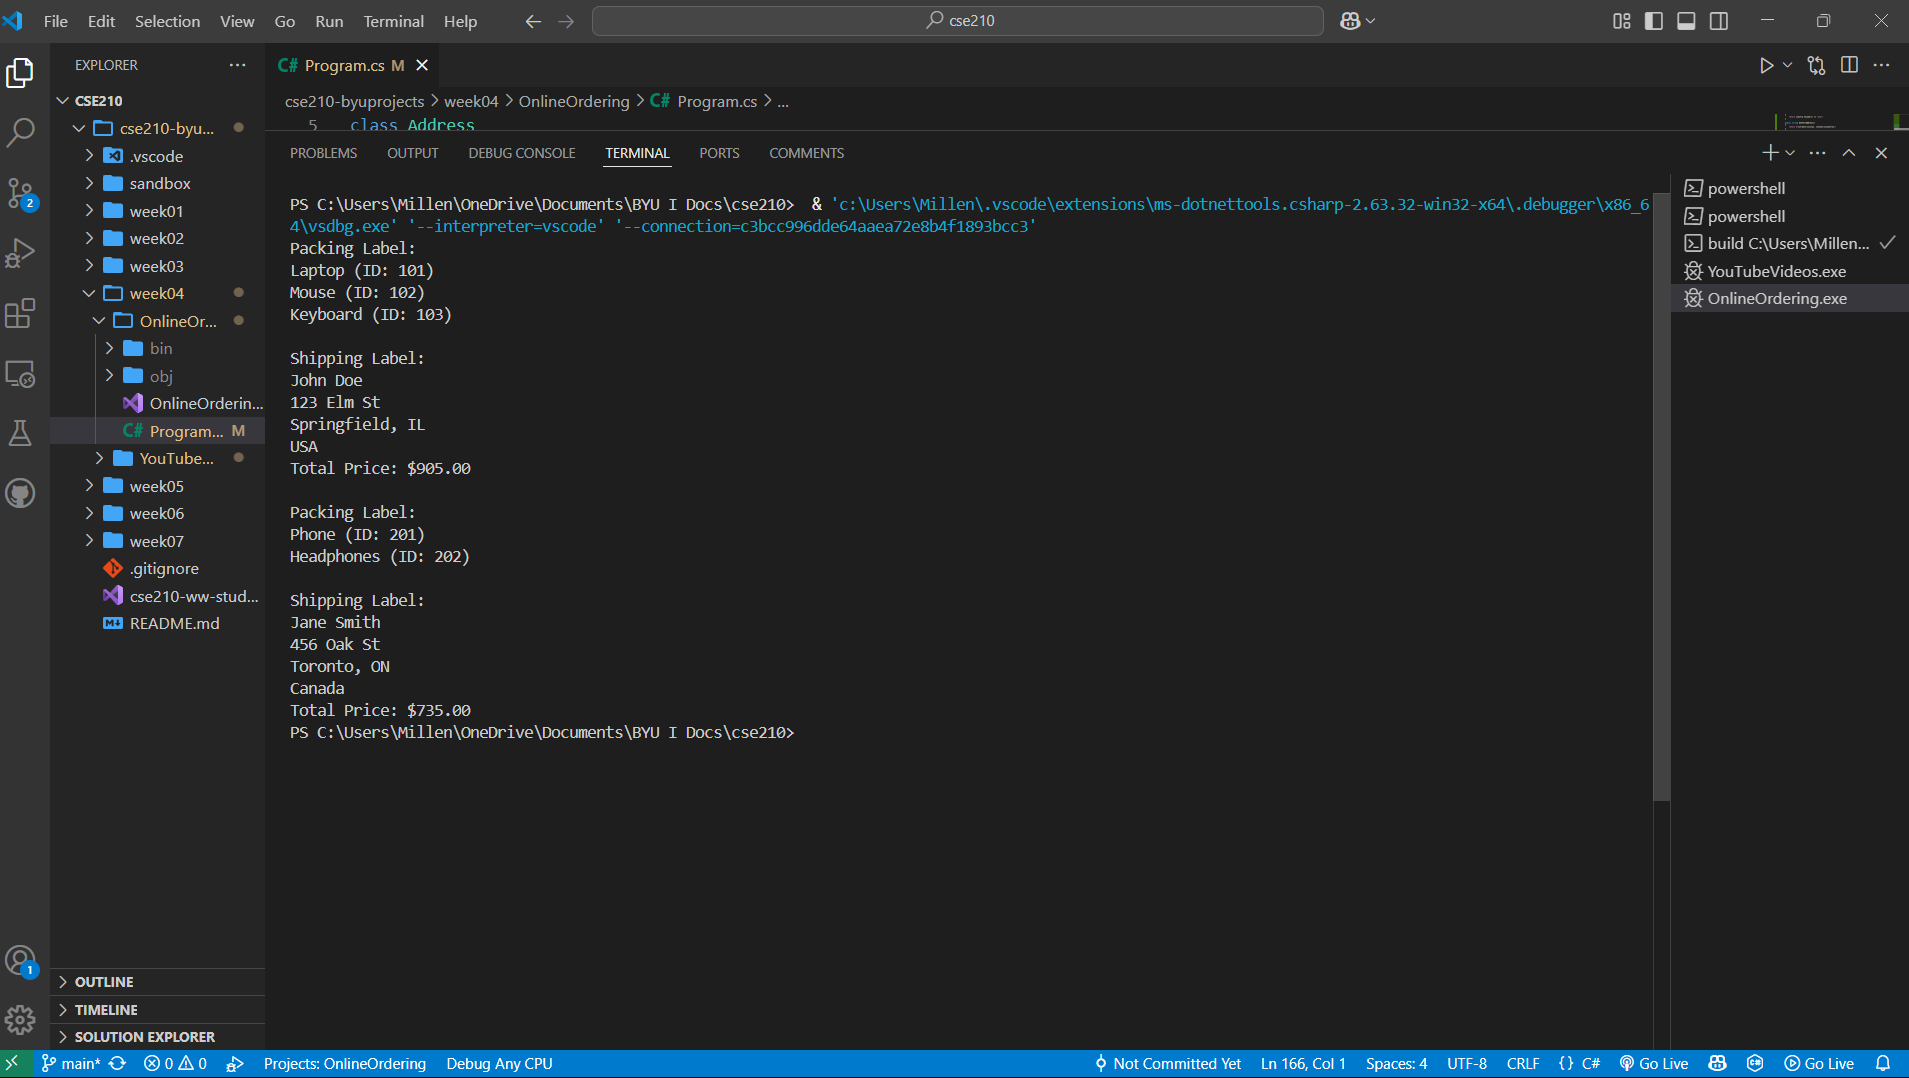 File Edit Selection View Go Run Terminal Help
cse210
EXPLORER
CSE210
cse210-byu...
.vscode
sandbox
week01
week02
week03
week04
OnlineOr...
bin
obj
OnlineOrderin...
C# Program... M
YouTube...
week05
week06
week07
.gitignore
cse210-ww-stud...
README.md
OUTLINE
TIMELINE
SOLUTION EXPLORER
2
1
C# Program.cs M
cse210-byuprojects > week04 > OnlineOrdering > C# Program.cs > ...
5 class Address
PROBLEMS OUTPUT DEBUG CONSOLE TERMINAL PORTS COMMENTS
PS C:\Users\Millen\OneDrive\Documents\BYU I Docs\cse210> & 'c:\Users\Millen\.vscode\extensions\ms-dotnettools.csharp-2.63.32-win32-x64\.debugger\x86_6
4\vsdbg.exe' '--interpreter=vscode' '--connection=c3bcc996dde64aaea72e8b4f1893bcc3'
Packing Label:
Laptop (ID: 101)
Mouse (ID: 102)
Keyboard (ID: 103)
Shipping Label:
John Doe
123 Elm St
Springfield, IL
USA
Total Price: $905.00
Packing Label:
Phone (ID: 201)
Headphones (ID: 202)
Shipping Label:
Jane Smith
456 Oak St
Toronto, ON
Canada
Total Price: $735.00
PS C:\Users\Millen\OneDrive\Documents\BYU I Docs\cse210>
powershell
powershell
build C:\Users\Millen...
YouTubeVideos.exe
OnlineOrdering.exe
main* 0 0 Projects: OnlineOrdering Debug Any CPU Not Committed Yet Ln 166, Col 1 Spaces: 4 UTF-8 CRLF {} C# Go Live Go Live